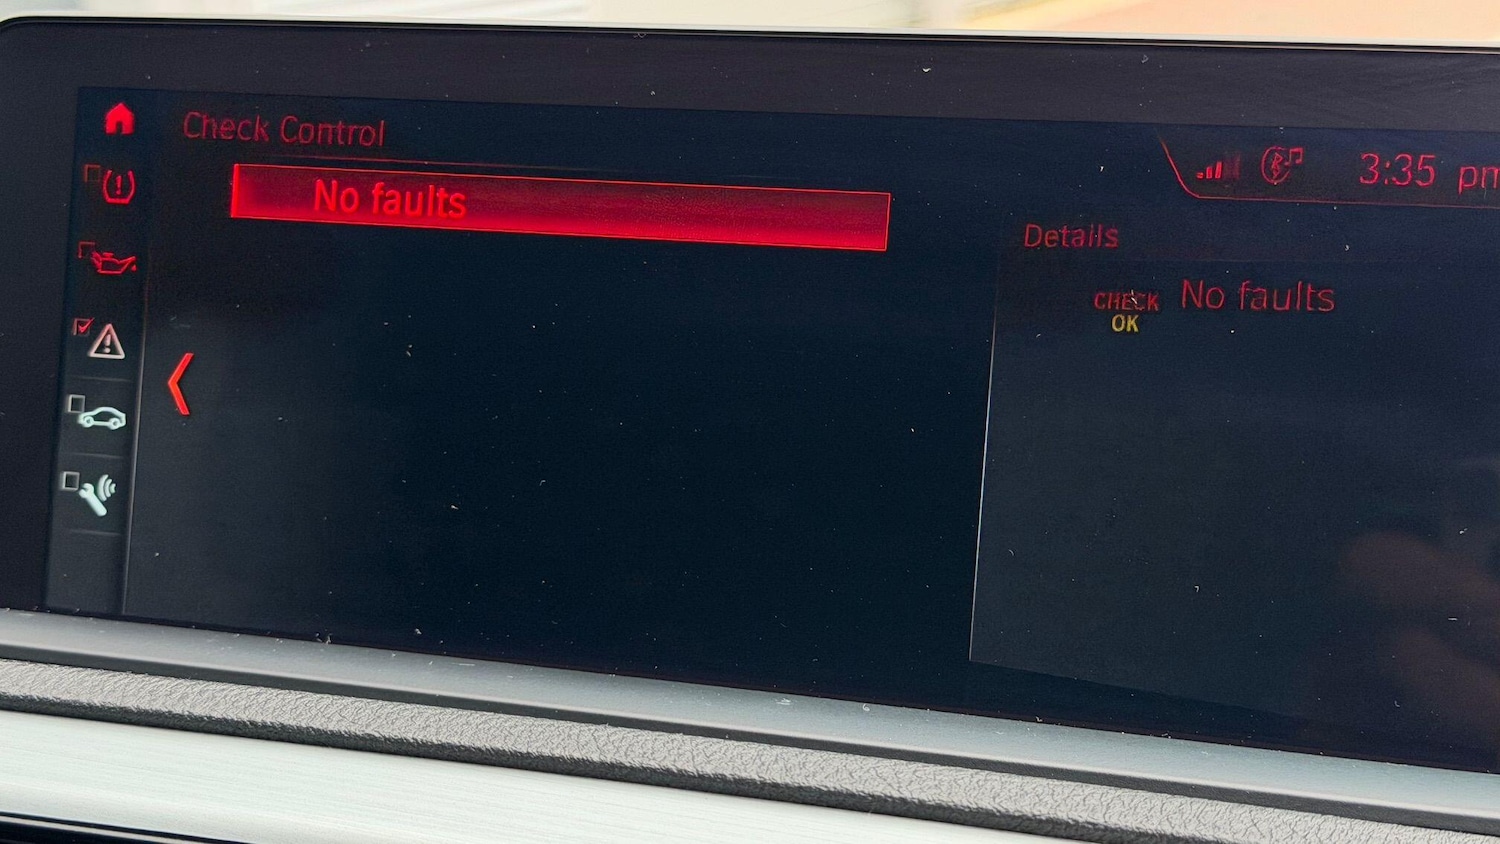 Check Control
No faults
3:35 pm
Details
CHECK
OK
No faults